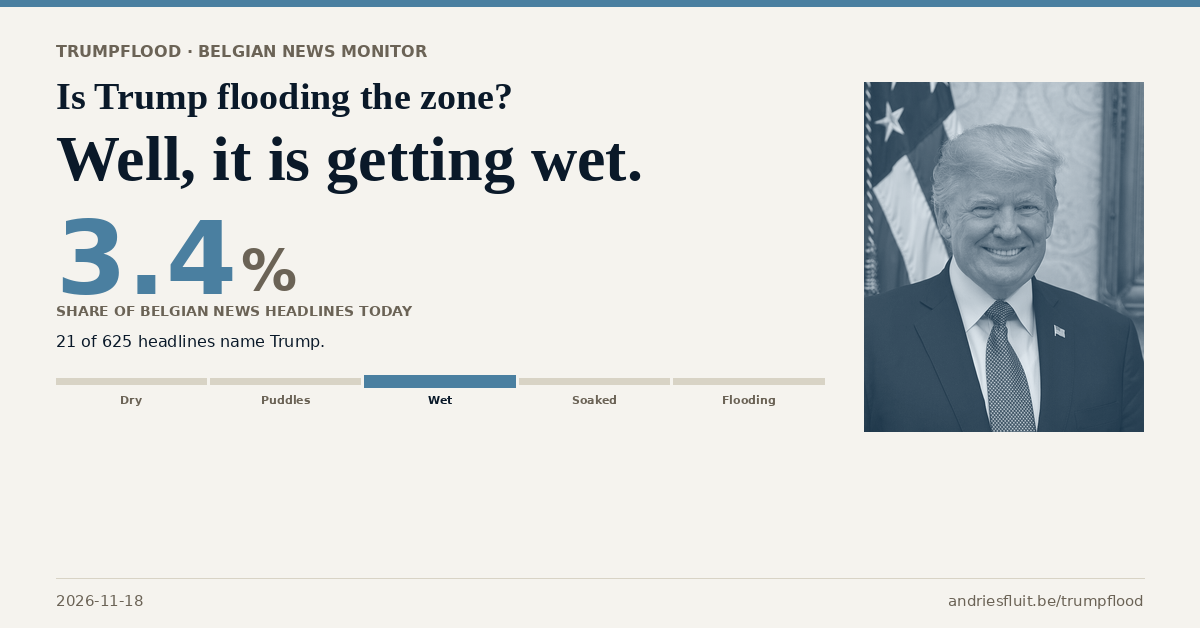 TRUMPFLOOD · BELGIAN NEWS MONITOR
Is Trump flooding the zone?
Well, it is getting wet.
3.4%
SHARE OF BELGIAN NEWS HEADLINES TODAY
21 of 625 headlines name Trump.
Dry Puddles Wet Soaked Flooding
2026-11-18 andriesfluit.be/trumpflood